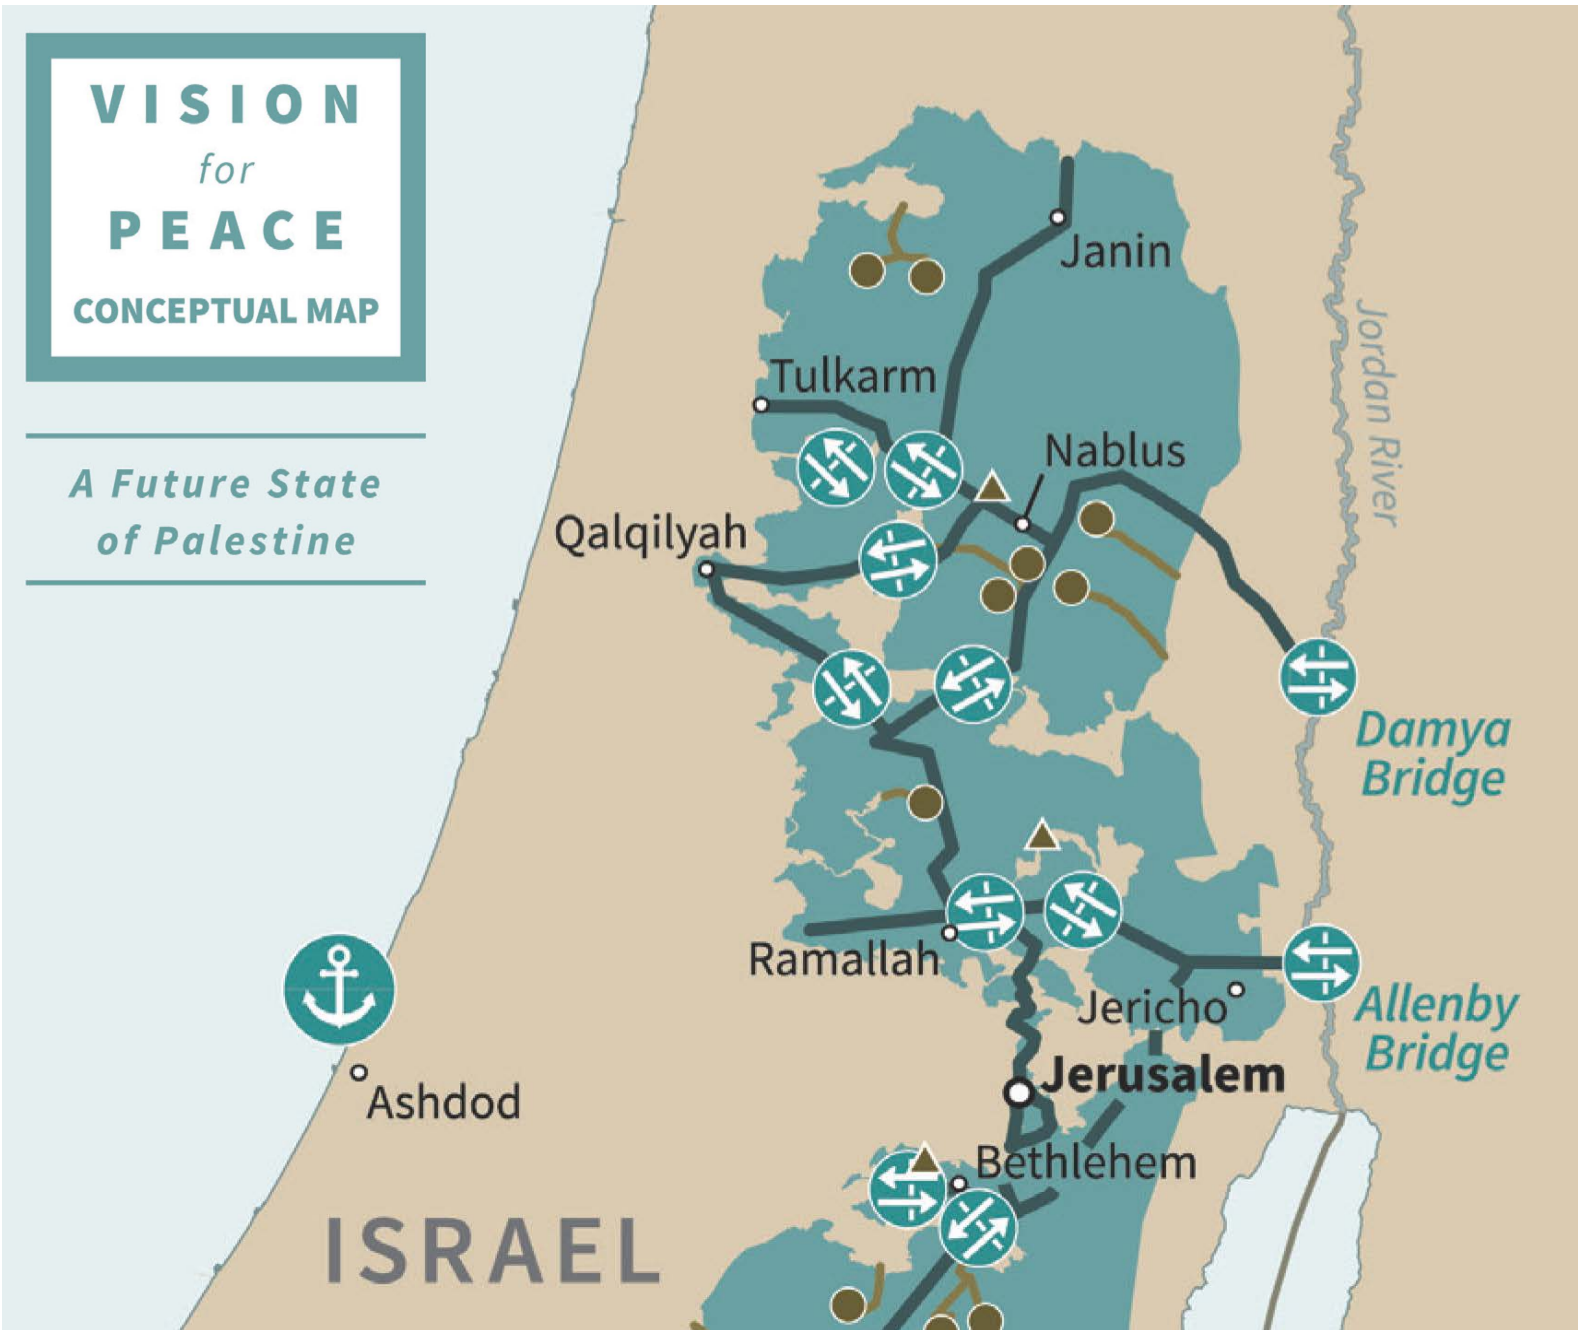 VISION
for
PEACE
CONCEPTUAL MAP
A Future State
of Palestine
Janin
Jordan River
Tulkarm
Nablus
Qalqilyah
Damya
Bridge
Ramallah
Jericho
Allenby
Bridge
Jerusalem
Ashdod
Bethlehem
ISRAEL